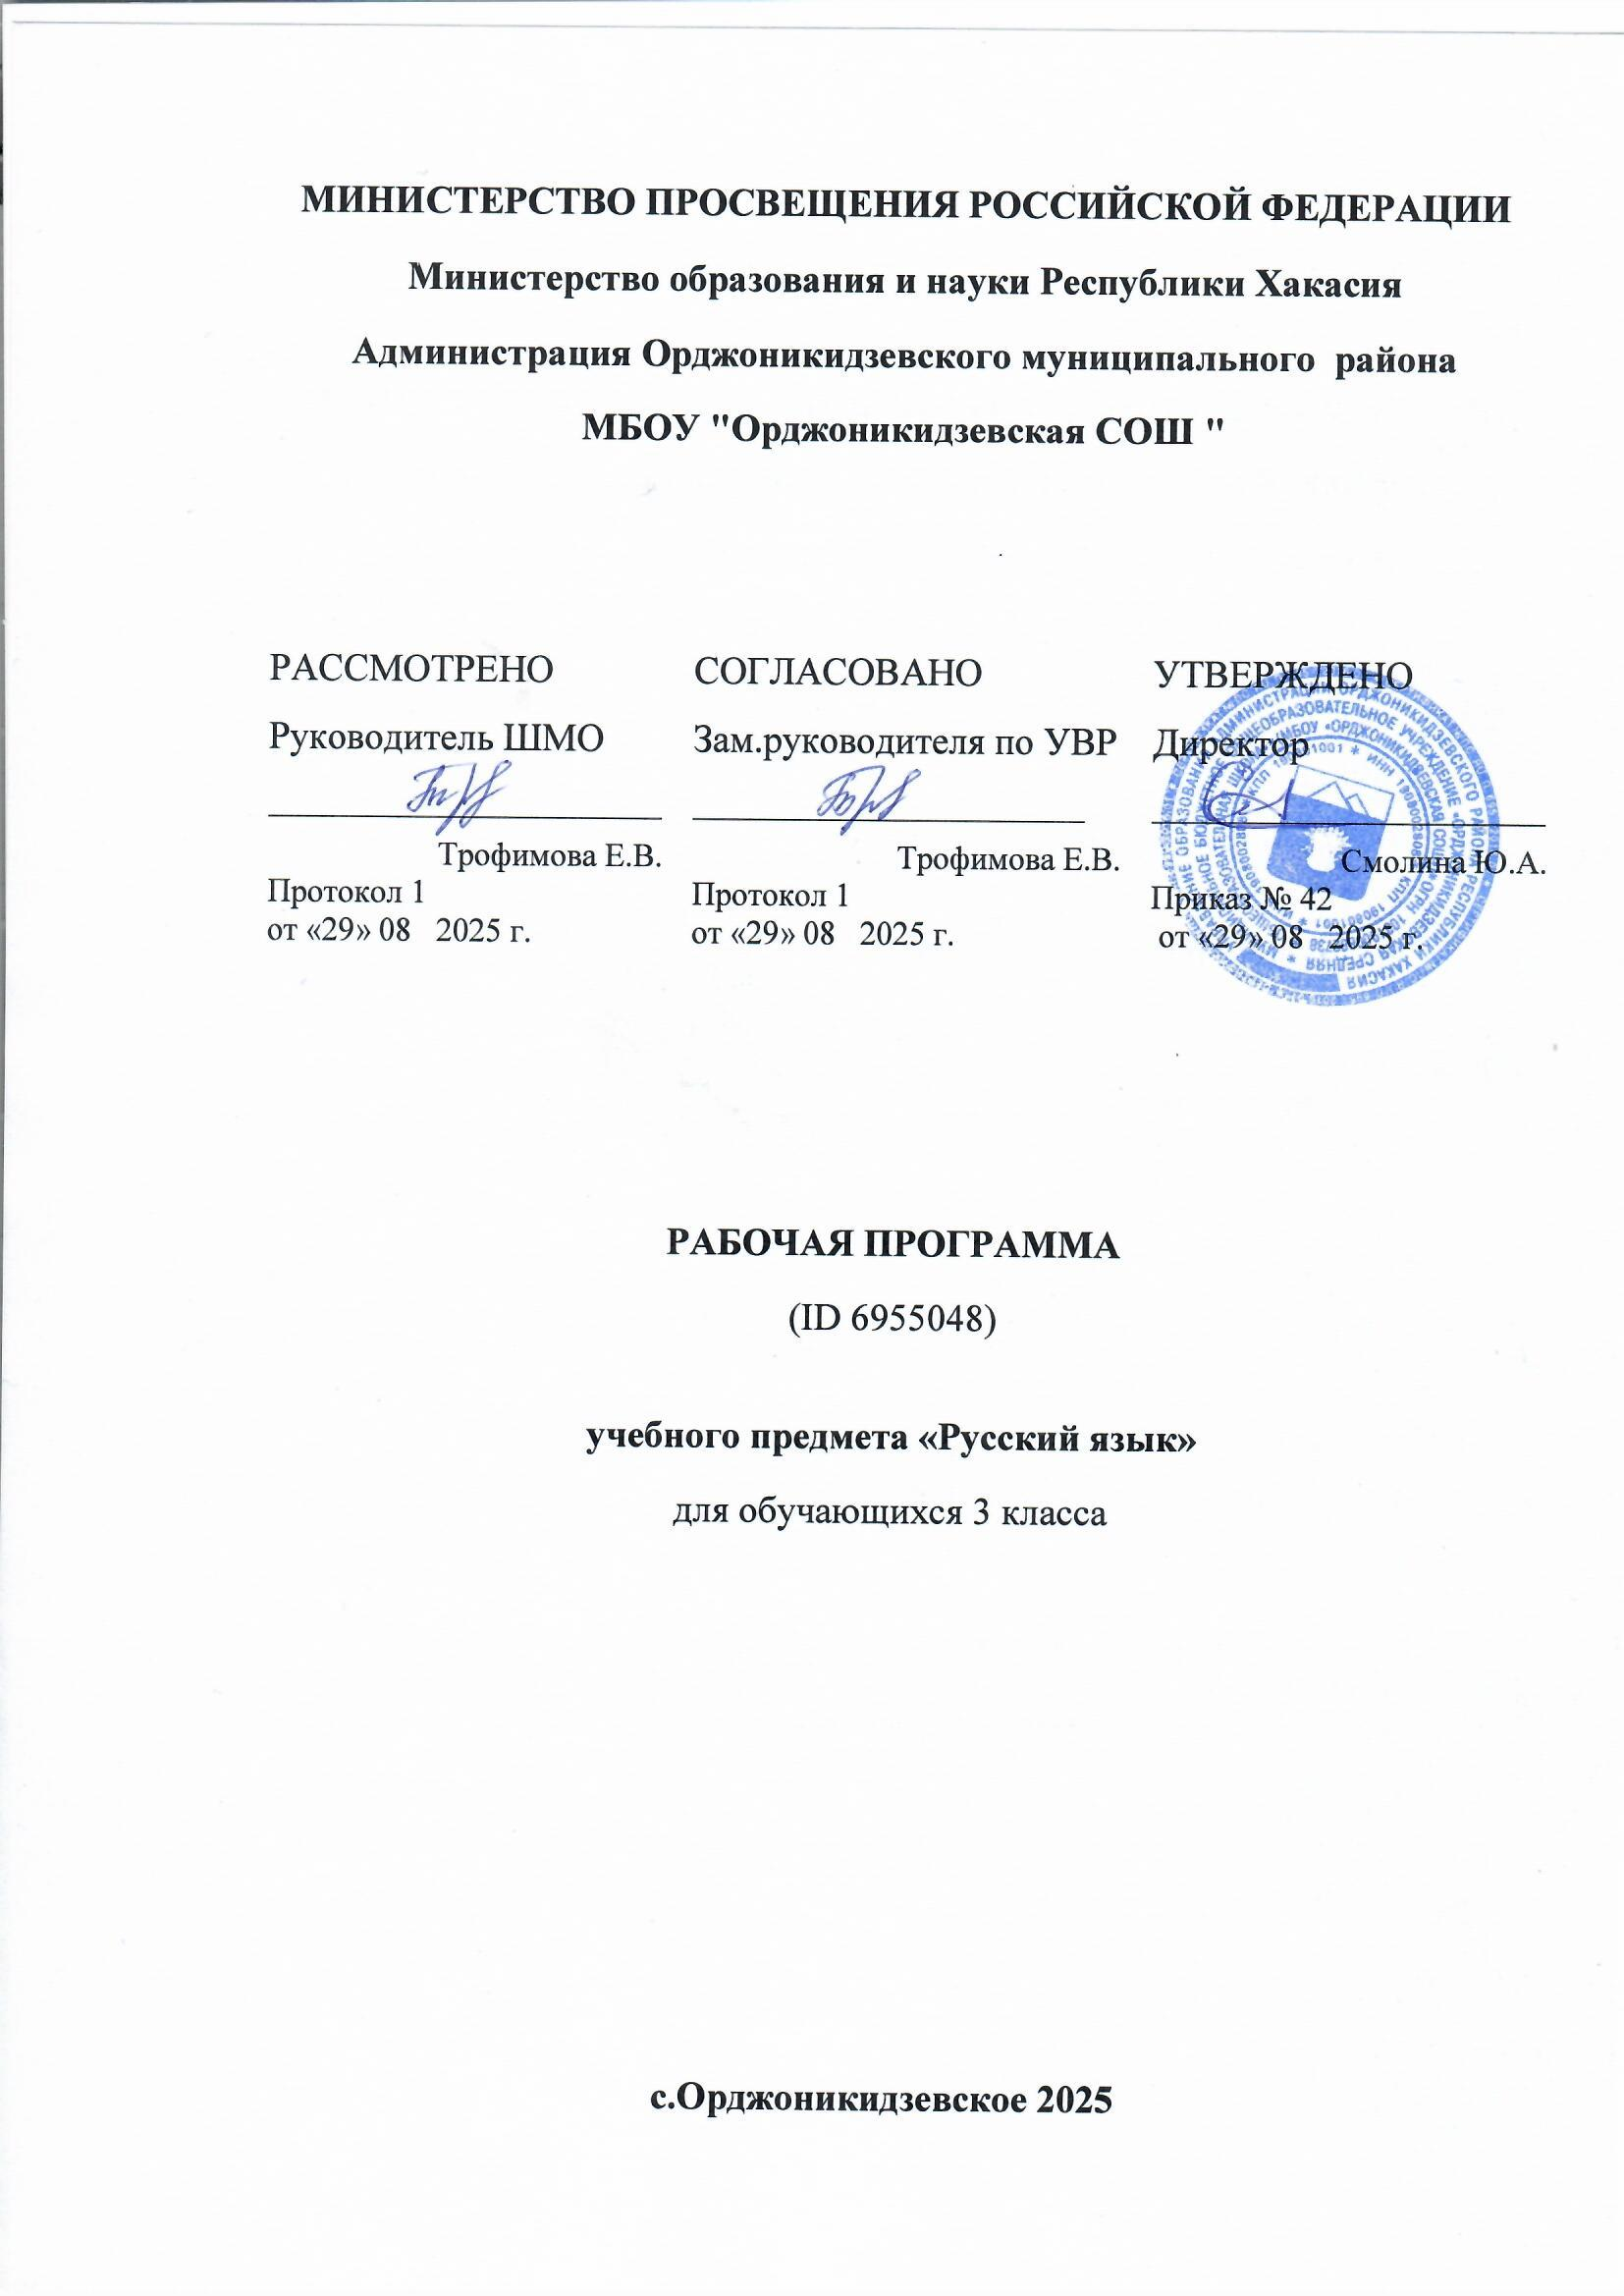 МИНИСТЕРСТВО ПРОСВЕЩЕНИЯ РОССИЙСКОЙ ФЕДЕРАЦИИ
Министерство образования и науки Республики Хакасия
Администрация Орджоникидзевского муниципального  района
МБОУ "Орджоникидзевская СОШ "
РАССМОТРЕНО
Руководитель ШМО
Трофимова Е.В.
Протокол 1
от «29» 08   2025 г.
СОГЛАСОВАНО
Зам.руководителя по УВР
Трофимова Е.В.
Протокол 1
от «29» 08   2025 г.
УТВЕРЖДЕНО
Директор
Смолина Ю.А.
Приказ № 42
от «29» 08   2025 г.
РАБОЧАЯ ПРОГРАММА
(ID 6955048)
учебного предмета «Русский язык»
для обучающихся 3 класса
с.Орджоникидзевское 2025